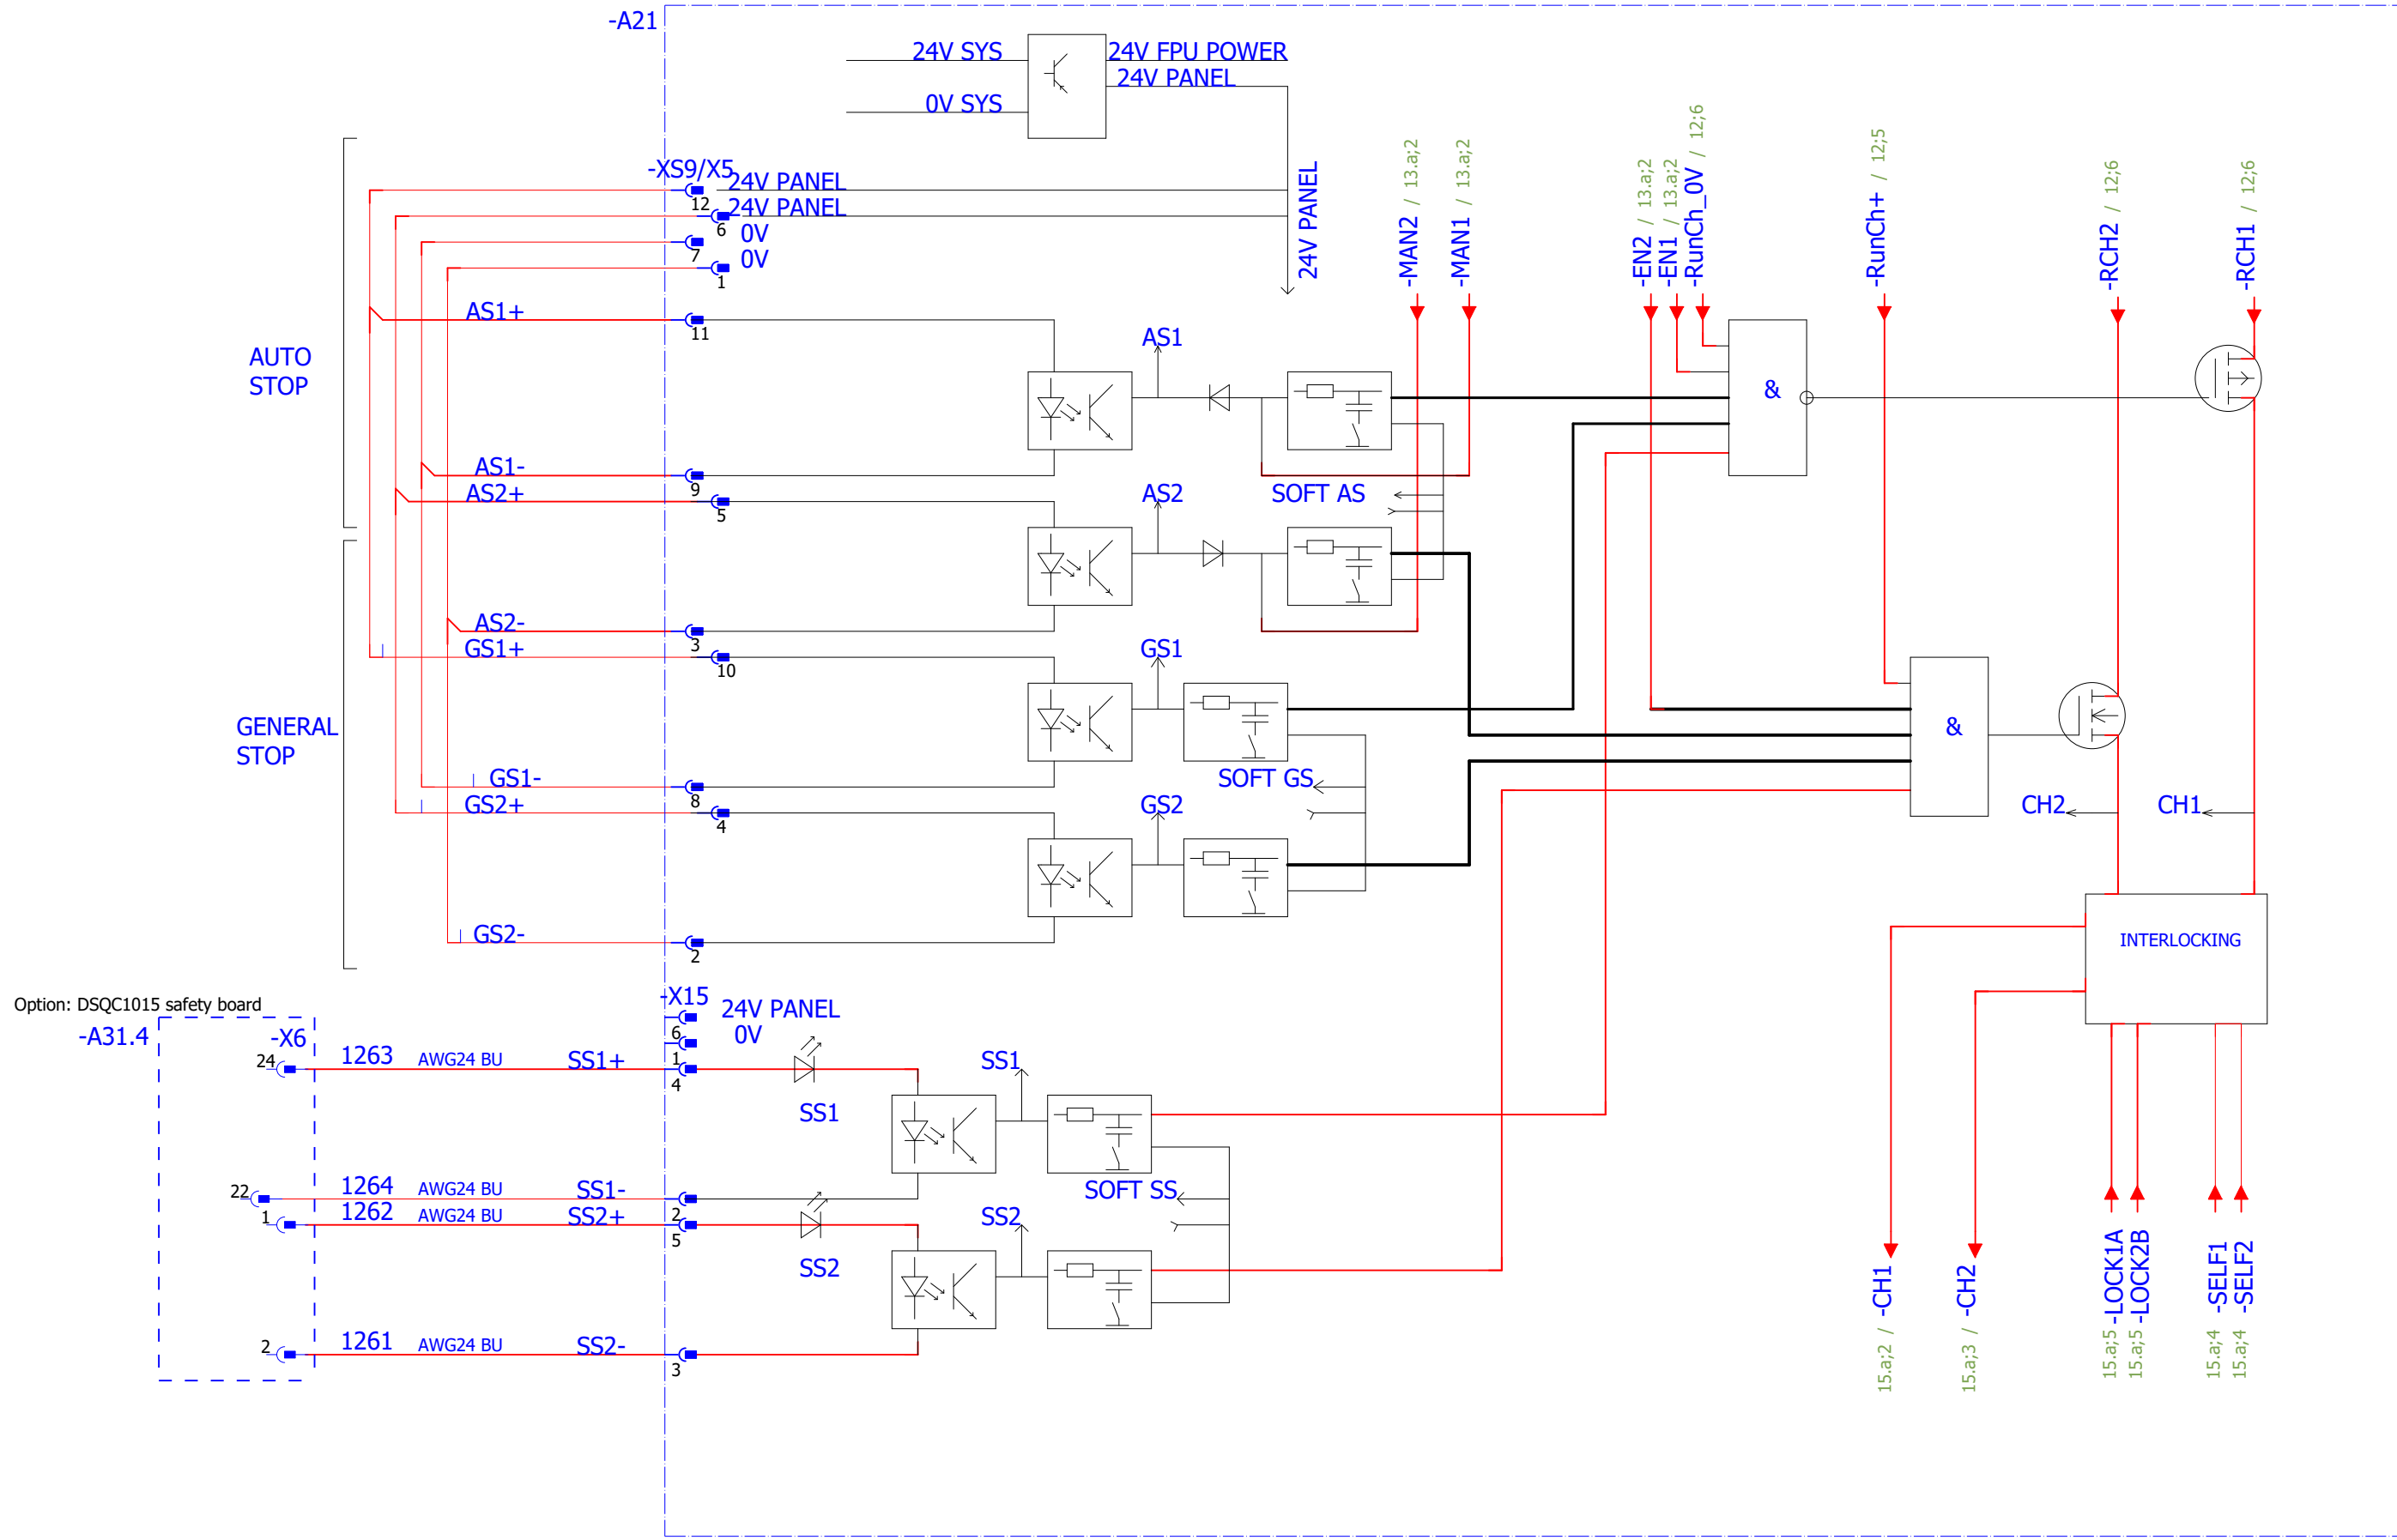 -A21
24V SYS
24V FPU POWER
24V PANEL
0V SYS
-XS9/X5
24V PANEL
12
24V PANEL
6
0V
7
0V
1
24V PANEL
-MAN2 / 13.a;2
-MAN1 / 13.a;2
-EN2 / 13.a;2
-EN1 / 13.a;2
-RunCh_0V / 12;6
-RunCh+ / 12;5
-RCH2 / 12;6
-RCH1 / 12;6
AUTO
STOP
AS1+
11
AS1
&
AS1-
9
AS2+
5
AS2
SOFT AS
AS2-
3
GS1+
10
GS1
GENERAL
STOP
&
GS1-
8
SOFT GS
GS2+
4
GS2
CH2
CH1
GS2-
2
INTERLOCKING
Option: DSQC1015 safety board
-A31.4
-X6
-X15
24V PANEL
6
0V
1
24
1263 AWG24 BU SS1+
4
SS1
SS1
22
1264 AWG24 BU SS1-
2
SOFT SS
1
1262 AWG24 BU SS2+
5
SS2
SS2
2
1261 AWG24 BU SS2-
3
15.a;2 / -CH1
15.a;3 / -CH2
15.a;5 -LOCK1A
15.a;5 -LOCK2B
15.a;4 -SELF1
15.a;4 -SELF2